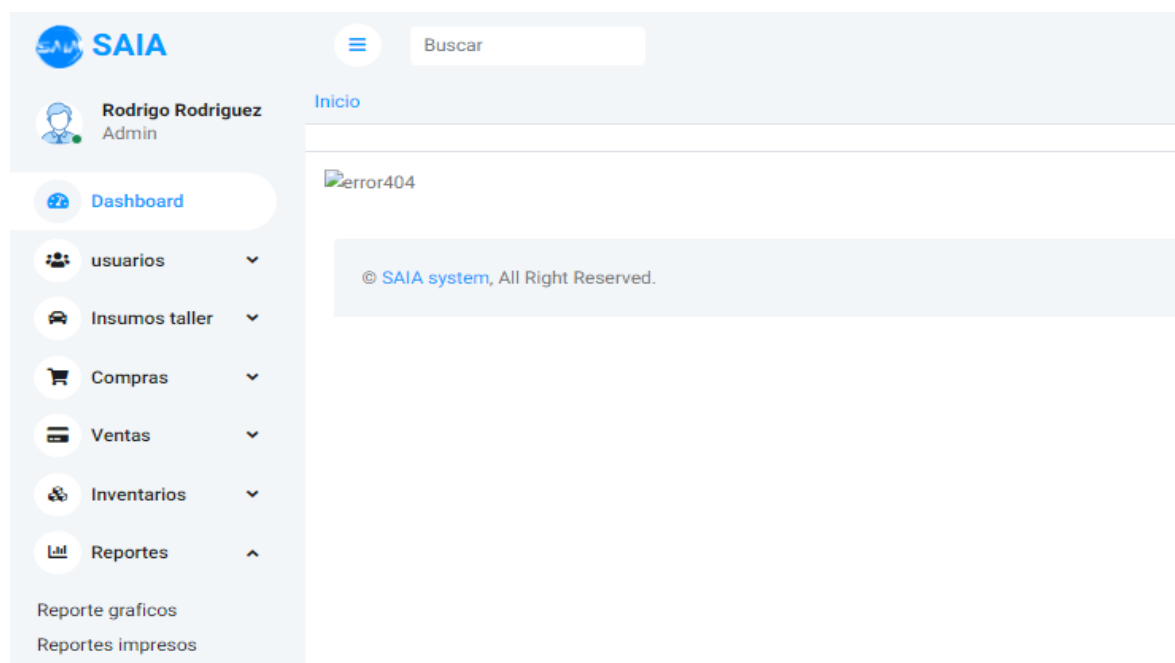 SAIA SAIA
Buscar
Rodrigo Rodriguez
Admin
Inicio
Dashboard
usuarios
Insumos taller
Compras
Ventas
Inventarios
Reportes
Reporte graficos
Reportes impresos
error404
© SAIA system, All Right Reserved.